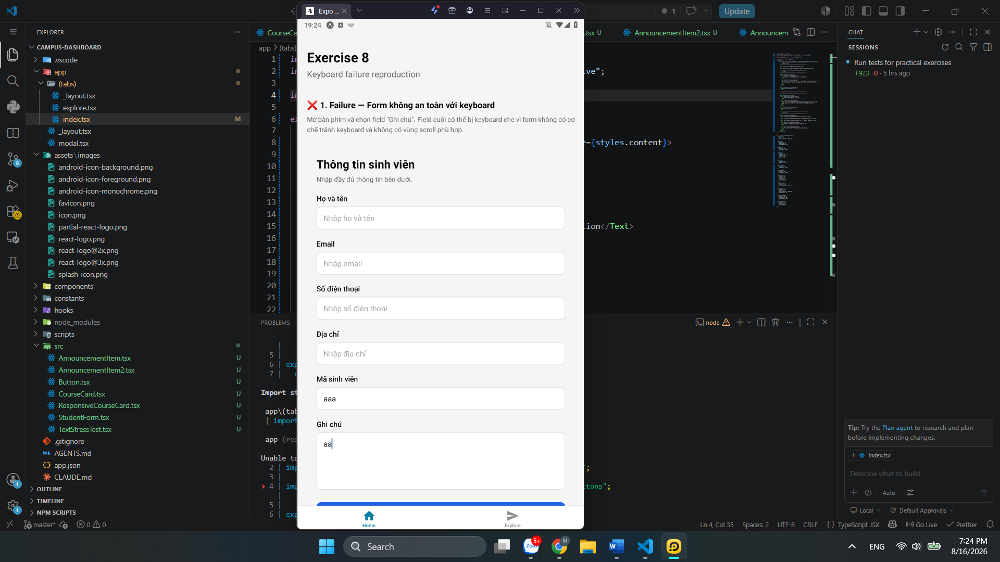 Expo ...
1
Update
19:24
EXPLORER
CAMPUS-DASHBOARD
.vscode
app
(tabs)
_layout.tsx
explore.tsx
index.tsx M
_layout.tsx
modal.tsx
assets\images
android-icon-background.png
android-icon-foreground.png
android-icon-monochrome.png
favicon.png
icon.png
partial-react-logo.png
react-logo.png
react-logo@2x.png
react-logo@3x.png
splash-icon.png
components
constants
hooks
node_modules
scripts
src
AnnouncementItem.tsx U
AnnouncementItem2.tsx U
Button.tsx U
CourseCard.tsx U
ResponsiveCourseCard.tsx U
StudentForm.tsx U
TextStressTest.tsx U
.gitignore
AGENTS.md
app.json
CLAUDE.md
OUTLINE
TIMELINE
NPM SCRIPTS
8
1
1
CourseCa
.tsx U
AnnouncementItem2.tsx U
Announcem
app > (tabs)
1 in
2 in ive";
3
4 in
5
6 ex
7
8 e={styles.content}>
9
10
11
12
13
14
15 tion</Text>
16
17
18
19
20
21
22
Exercise 8
Keyboard failure reproduction
❌ 1. Failure — Form không an toàn với keyboard
Mở bàn phím và chọn field "Ghi chú". Field cuối có thể bị keyboard che vì form không có cơ
chế tránh keyboard và không có vùng scroll phù hợp.
Thông tin sinh viên
Nhập đầy đủ thông tin bên dưới.
Họ và tên
Nhập họ và tên
Email
Nhập email
Số điện thoại
Nhập số điện thoại
Địa chỉ
Nhập địa chỉ
Mã sinh viên
aaa
Ghi chú
aa
Home
Explore
PROBLEMS
node
|
5 |
6 | exp
7 |
Import st
app\(tab
| import
app (rec
Unable to
2 | imp ";
3 |
> 4 | imp ttons";
|
5 |
6 | exp
CHAT
SESSIONS
Run tests for practical exercises
+923 -0 · 5 hrs ago
Tip: Try the Plan agent to research and plan
before implementing changes.
index.tsx
Describe what to build
Auto
Local
Default Approvals
master*
0 0
Ln 4, Col 35
Spaces: 2
UTF-8
CRLF
{ } TypeScript JSX
Go Live
Prettier
Search
Zalo
5+
H
W
ENG
7:24 PM
8/16/2026